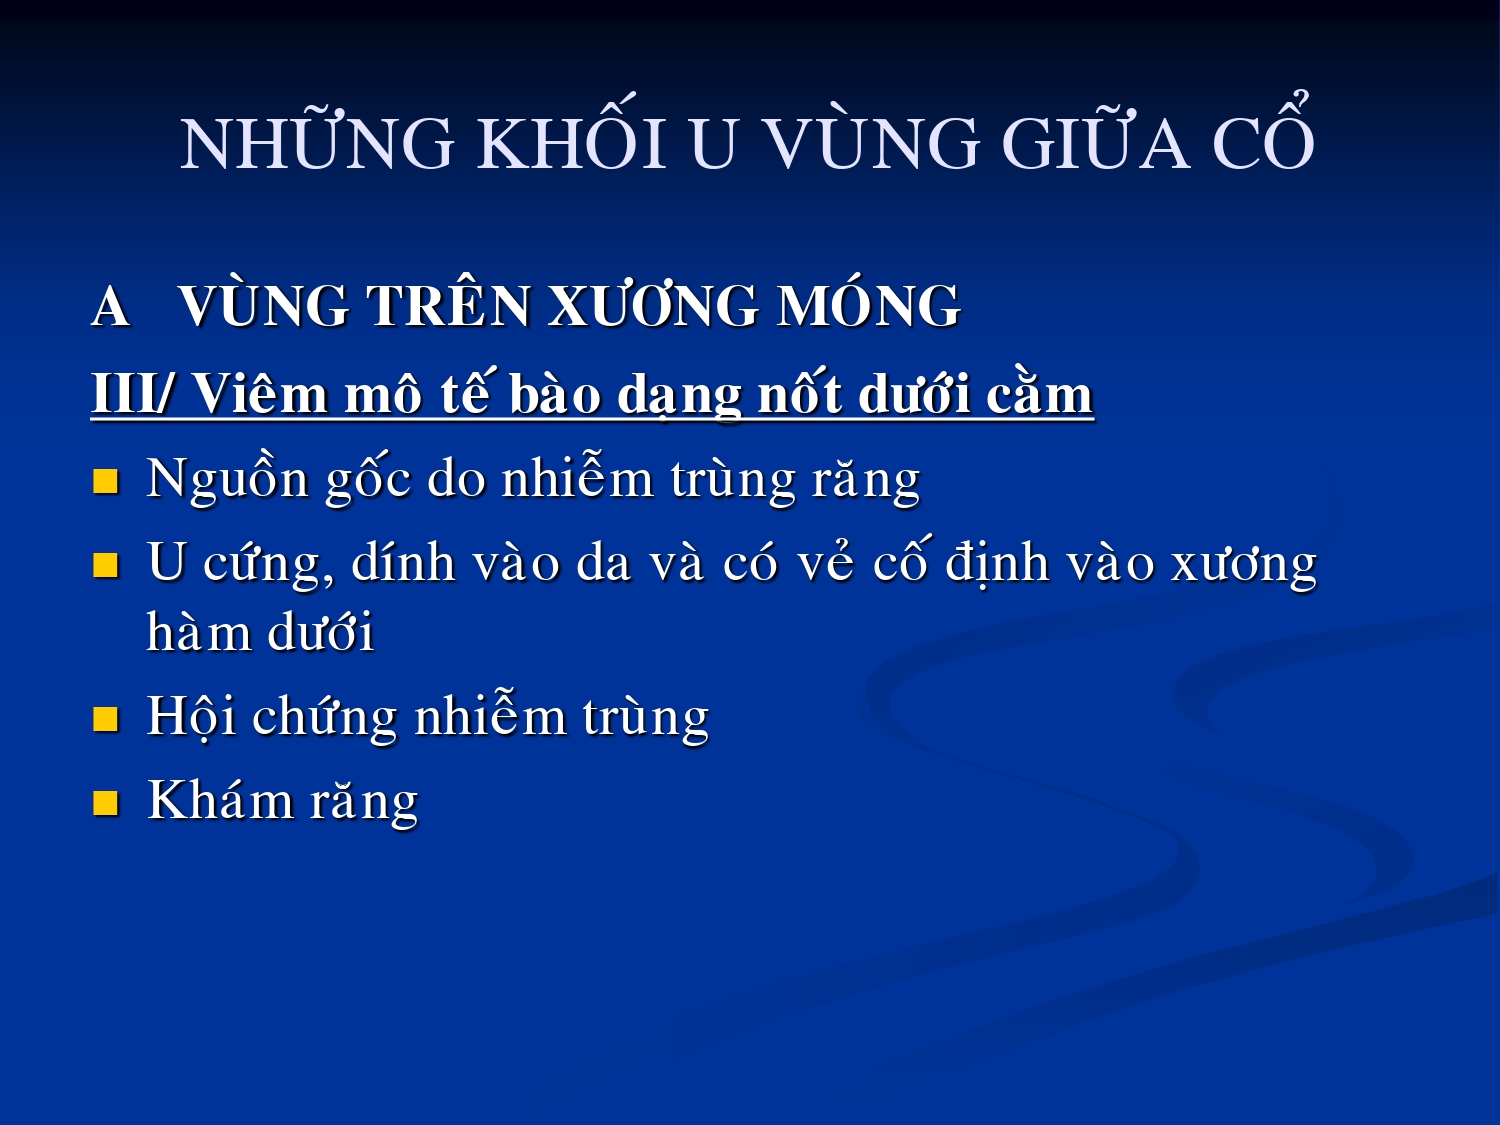 NHỮNG KHỐI U VÙNG GIỮA CỔ
A VÙNG TRÊN XƯƠNG MÓNG
III/ Viêm mô tế bào dạng nốt dưới cằm
Nguồn gốc do nhiễm trùng răng
U cứng, dính vào da và có vẻ cố định vào xương
hàm dưới
Hội chứng nhiễm trùng
Khám răng